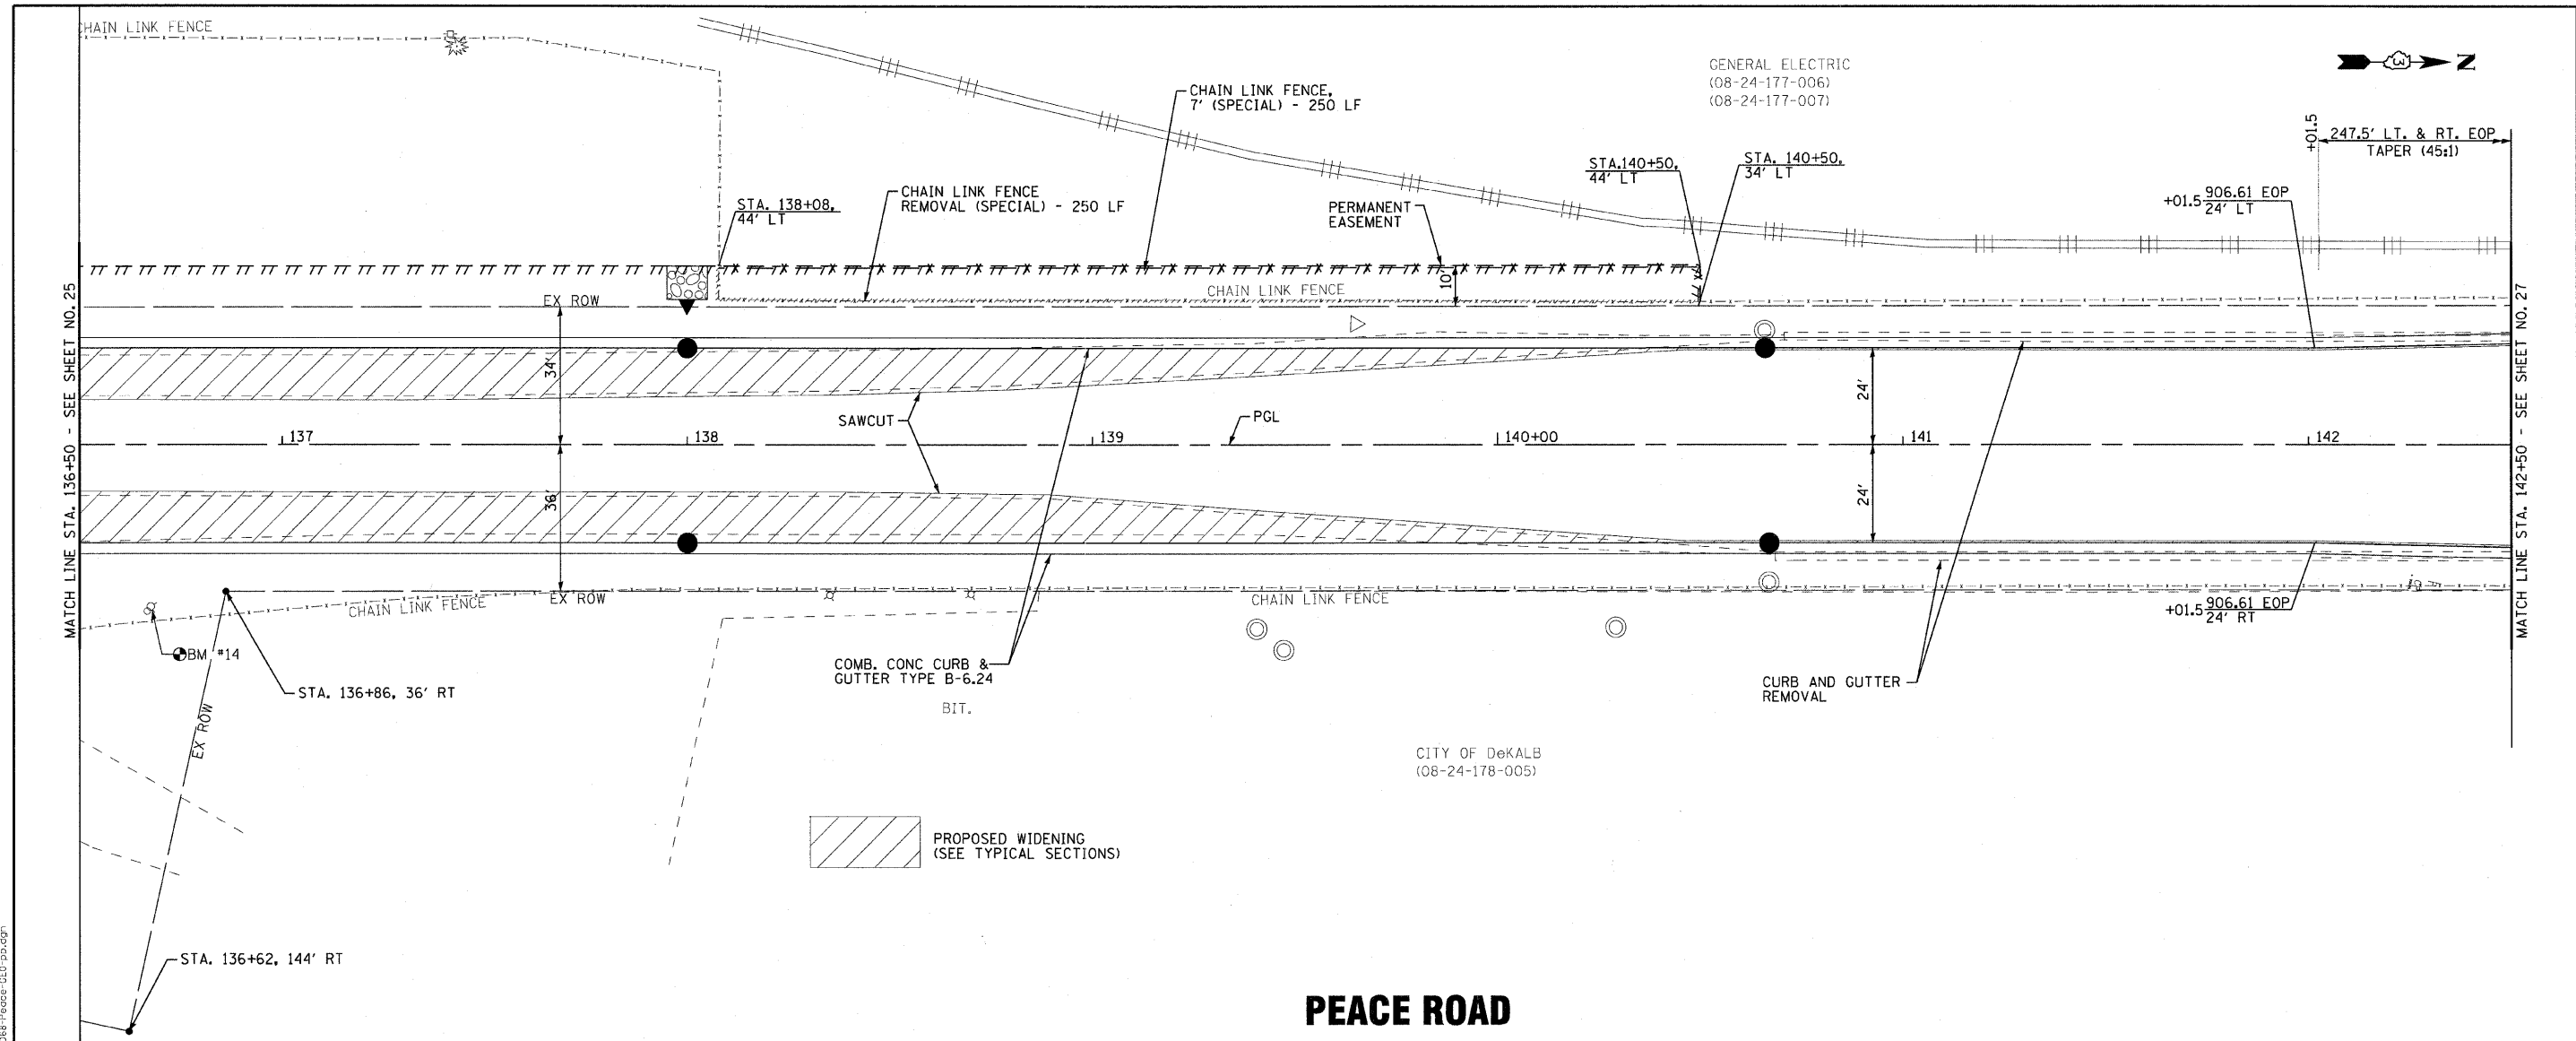 CHAIN LINK FENCE
GENERAL ELECTRIC
(08-24-177-006)
(08-24-177-007)
N
3
CHAIN LINK FENCE,
7' (SPECIAL) - 250 LF
+01.5
247.5' LT. & RT. EOP
TAPER (45:1)
STA.140+50,
44' LT
STA. 140+50,
34' LT
CHAIN LINK FENCE
REMOVAL (SPECIAL) - 250 LF
STA. 138+08,
44' LT
PERMANENT
EASEMENT
+01.5 906.61 EOP
24' LT
10'
CHAIN LINK FENCE
EX ROW
MATCH LINE STA. 136+50 - SEE SHEET NO. 25
MATCH LINE STA. 142+50 - SEE SHEET NO. 27
34'
24'
SAWCUT
PGL
137
138
139
140+00
141
142
36'
24'
EX ROW
CHAIN LINK FENCE
CHAIN LINK FENCE
+01.5 906.61 EOP
24' RT
BM #14
STA. 136+86, 36' RT
COMB. CONC CURB &
GUTTER TYPE B-6.24
CURB AND GUTTER
REMOVAL
BIT.
EX ROW
CITY OF DeKALB
(08-24-178-005)
PROPOSED WIDENING
(SEE TYPICAL SECTIONS)
STA. 136+62, 144' RT
PEACE ROAD